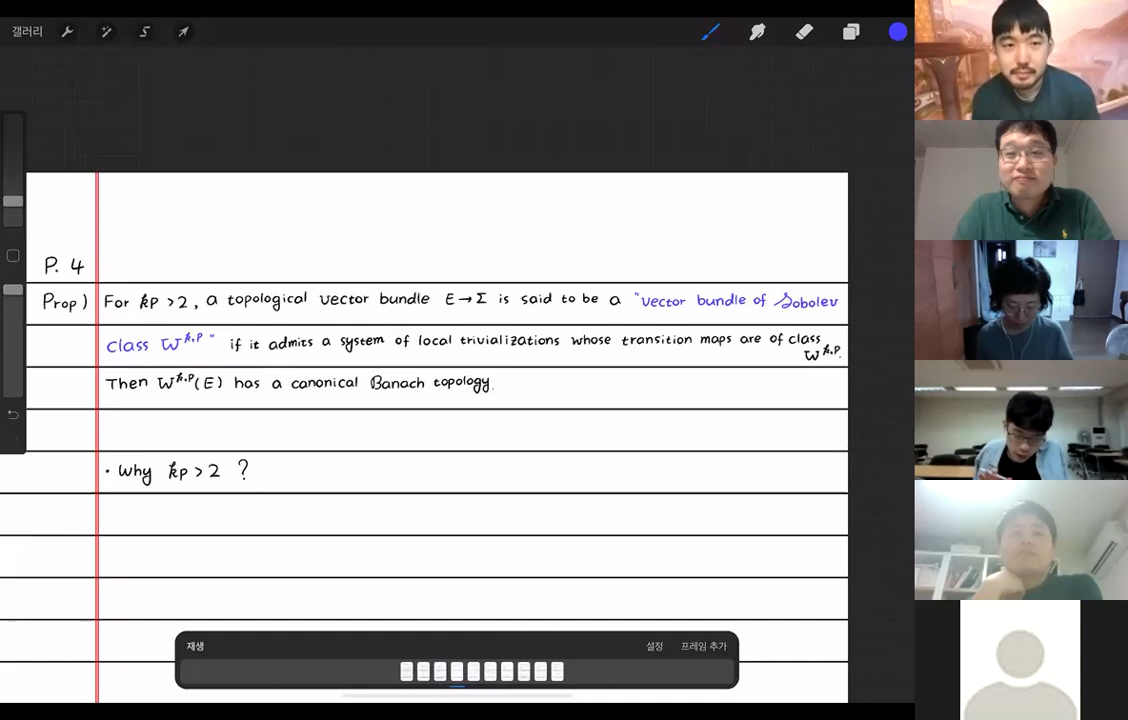 갤러리
P. 4
Prop) For kp > 2, a topological vector bundle E → Σ is said to be a "vector bundle of Sobolev
class W^{k,p}" if it admits a system of local trivializations whose transition maps are of class
W^{k,p}.
Then W^{k,p}(E) has a canonical Banach topology.
· Why kp > 2 ?
재생 설정 프레임 추가